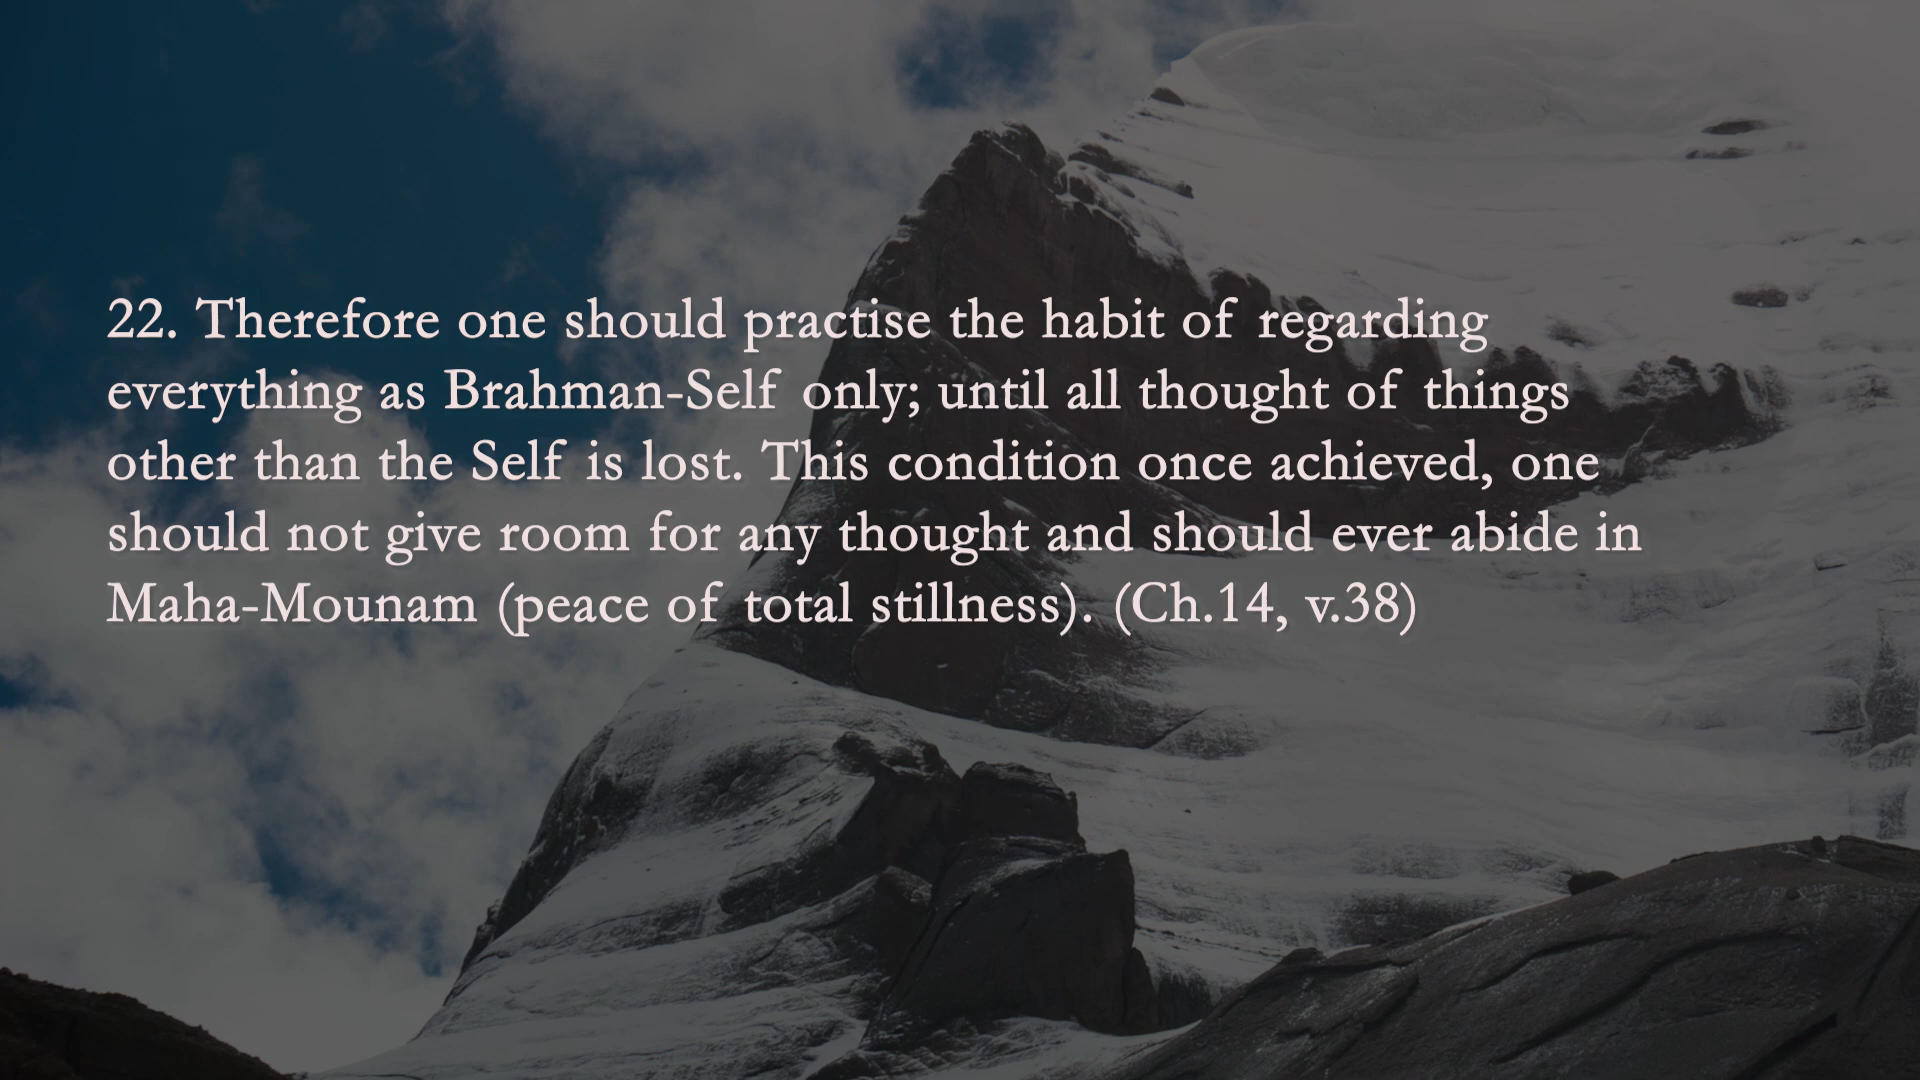 22. Therefore one should practise the habit of regarding
everything as Brahman-Self only; until all thought of things
other than the Self is lost. This condition once achieved, one
should not give room for any thought and should ever abide in
Maha-Mounam (peace of total stillness). (Ch.14, v.38)